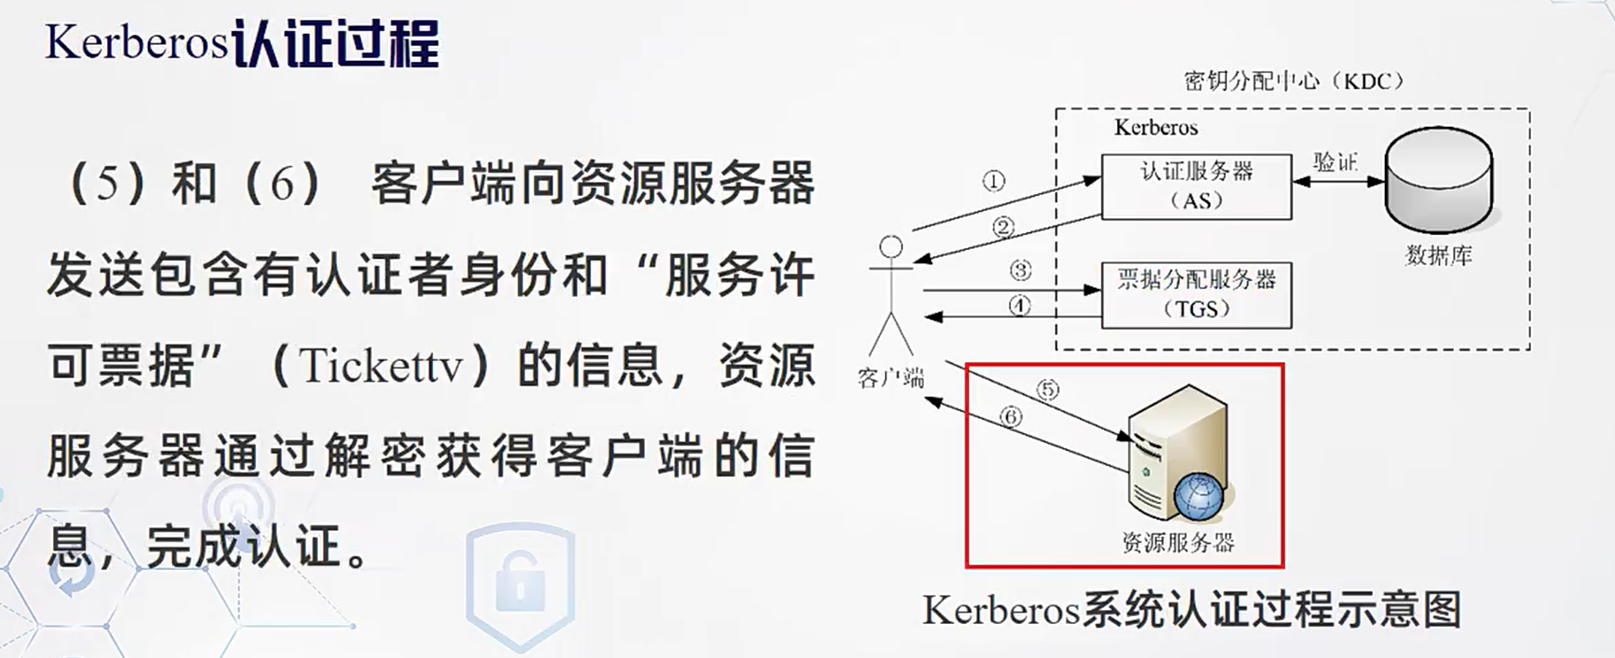 Kerberos认证过程
（5）和（6） 客户端向资源服务器
发送包含有认证者身份和“服务许
可票据”（Tickettv）的信息，资源
服务器通过解密获得客户端的信
息，完成认证。
密钥分配中心（KDC）
Kerberos
认证服务器
（AS）
验证
数据库
①
②
③
票据分配服务器
（TGS）
④
客户端
⑤
⑥
资源服务器
Kerberos系统认证过程示意图